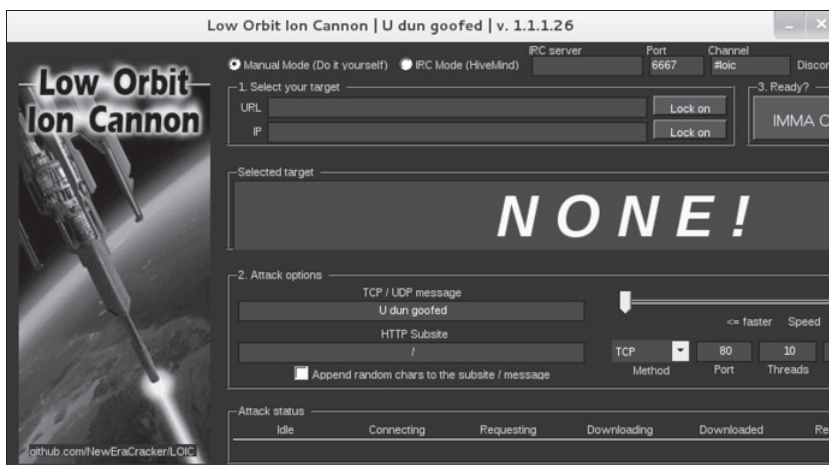 Low Orbit Ion Cannon | U dun goofed | v. 1.1.1.26
Low Orbit
Ion Cannon
github.com/NewEraCracker/LOIC
Manual Mode (Do it yourself)
IRC Mode (HiveMind)
IRC server
Port
6667
Channel
#loic
Discon
1. Select your target
URL
Lock on
IP
Lock on
3. Ready?
IMMA C
Selected target
NONE!
2. Attack options
TCP / UDP message
U dun goofed
HTTP Subsite
/
Append random chars to the subsite / message
<= faster Speed
TCP
80
10
Method
Port
Threads
Attack status
Idle
Connecting
Requesting
Downloading
Downloaded
Re